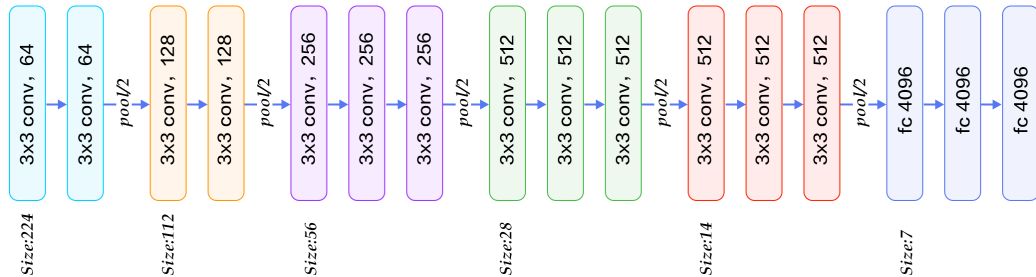 3x3 conv, 64
3x3 conv, 64
pool/2
3x3 conv, 128
3x3 conv, 128
pool/2
3x3 conv, 256
3x3 conv, 256
3x3 conv, 256
pool/2
3x3 conv, 512
3x3 conv, 512
3x3 conv, 512
pool/2
3x3 conv, 512
3x3 conv, 512
3x3 conv, 512
pool/2
fc 4096
fc 4096
fc 4096
Size:224
Size:112
Size:56
Size:28
Size:14
Size:7